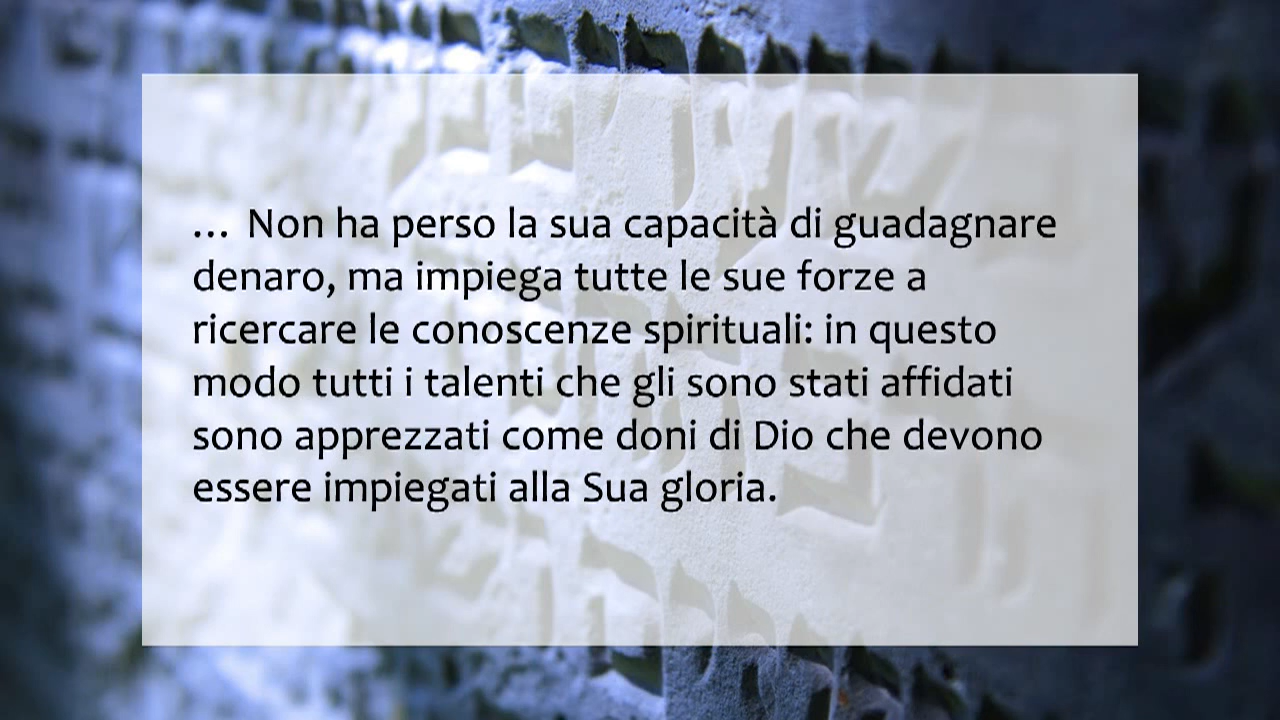 … Non ha perso la sua capacità di guadagnare
denaro, ma impiega tutte le sue forze a
ricercare le conoscenze spirituali: in questo
modo tutti i talenti che gli sono stati affidati
sono apprezzati come doni di Dio che devono
essere impiegati alla Sua gloria.